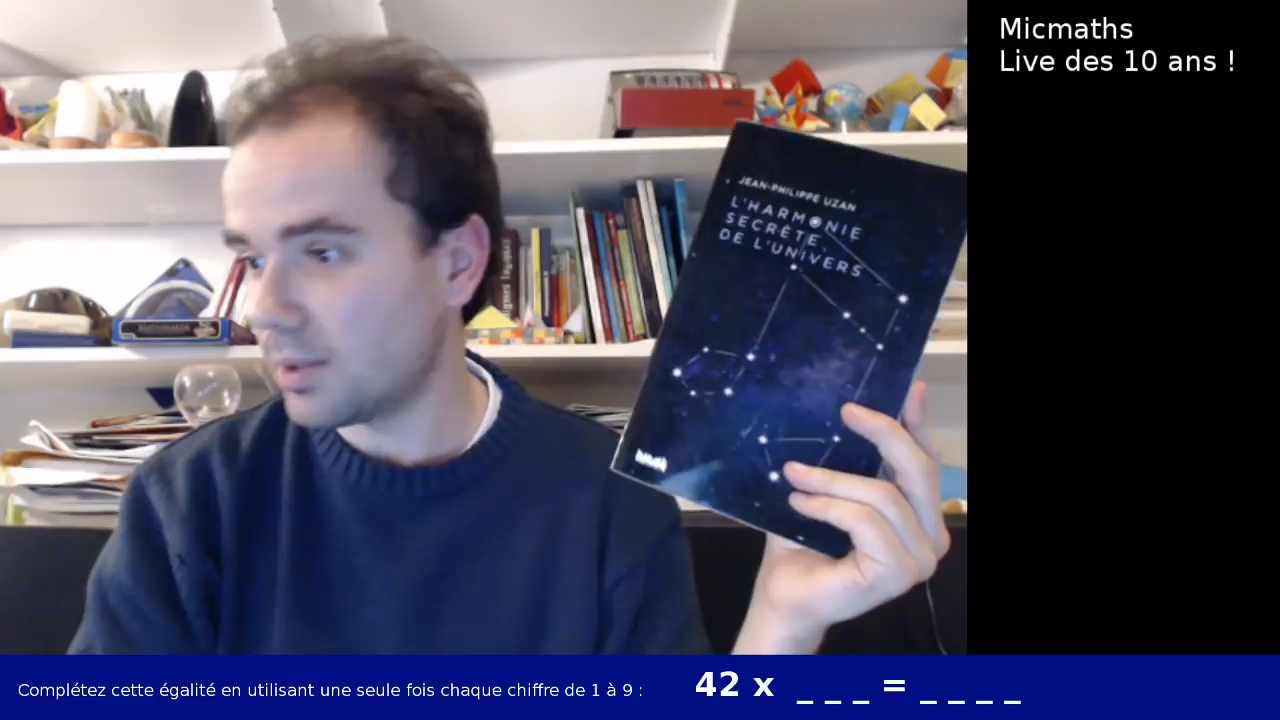 Micmaths
Live des 10 ans !
JEAN-PHILIPPE UZAN
L'HARMONIE
SECRÈTE
DE L'UNIVERS
Complétez cette égalité en utilisant une seule fois chaque chiffre de 1 à 9 : 42 x _ _ _ = _ _ _ _